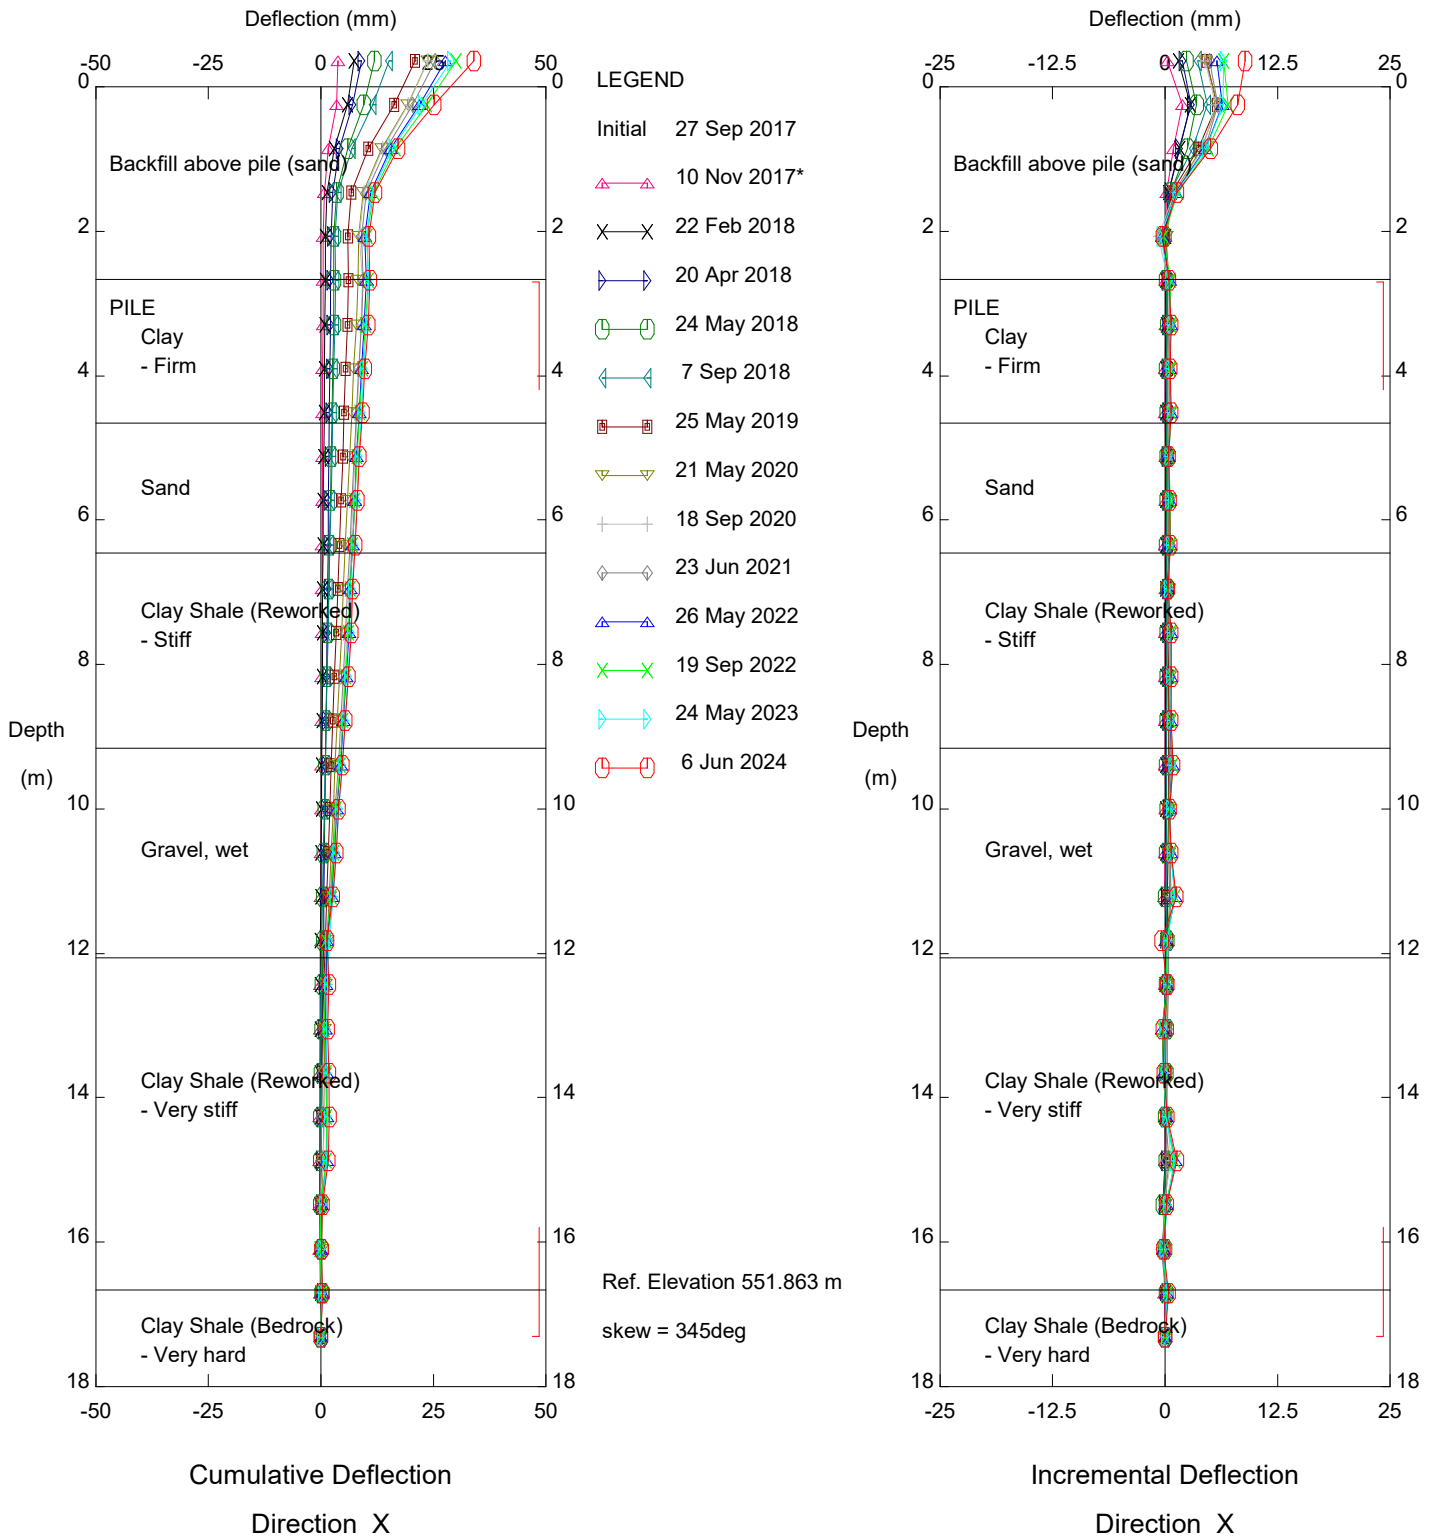 Deflection (mm)
-50 -25 0 25 50
0 0
Backfill above pile (sand)
2 2
PILE
Clay
- Firm
4 4
Sand
6 6
Clay Shale (Reworked)
- Stiff
8 8
Depth
(m)
10 10
Gravel, wet
12 12
Clay Shale (Reworked)
- Very stiff
14 14
16 16
Clay Shale (Bedrock)
- Very hard
18 18
-50 -25 0 25 50
Cumulative Deflection
Direction X
LEGEND
Initial 27 Sep 2017
10 Nov 2017*
22 Feb 2018
20 Apr 2018
24 May 2018
7 Sep 2018
25 May 2019
21 May 2020
18 Sep 2020
23 Jun 2021
26 May 2022
19 Sep 2022
24 May 2023
6 Jun 2024
Ref. Elevation 551.863 m
skew = 345deg
Deflection (mm)
-25 -12.5 0 12.5 25
0 0
Backfill above pile (sand)
2 2
PILE
Clay
- Firm
4 4
Sand
6 6
Clay Shale (Reworked)
- Stiff
8 8
Depth
(m)
10 10
Gravel, wet
12 12
Clay Shale (Reworked)
- Very stiff
14 14
16 16
Clay Shale (Bedrock)
- Very hard
18 18
-25 -12.5 0 12.5 25
Incremental Deflection
Direction X